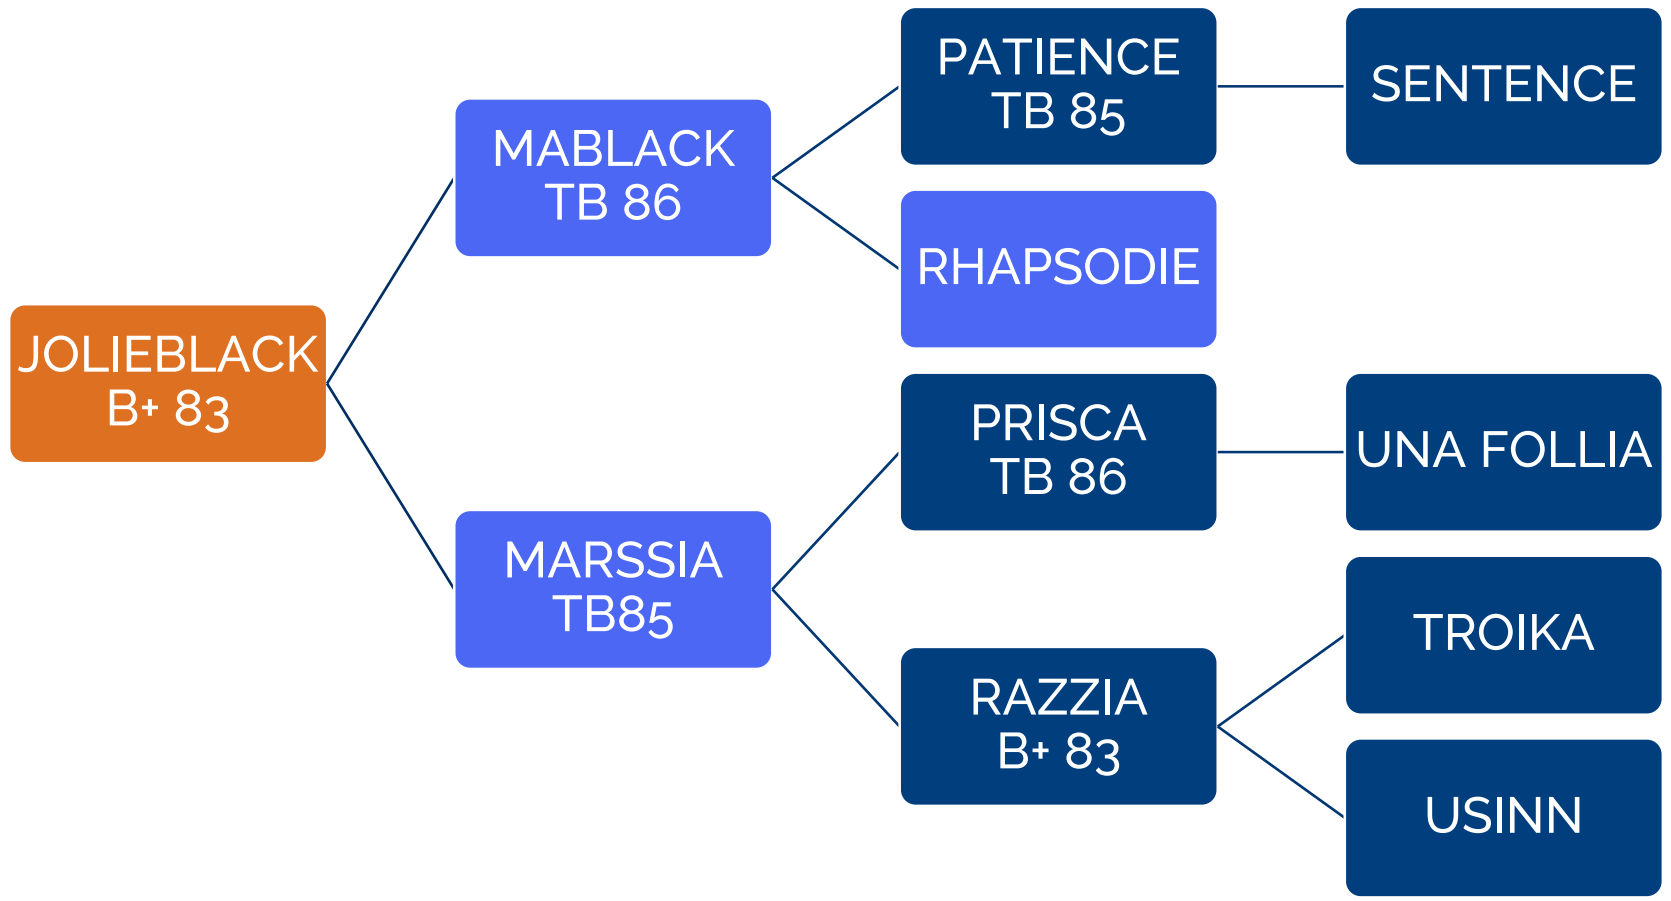 JOLIEBLACK
B+ 83
MABLACK
TB 86
PATIENCE
TB 85
SENTENCE
RHAPSODIE
MARSSIA
TB85
PRISCA
TB 86
UNA FOLLIA
RAZZIA
B+ 83
TROIKA
USINN